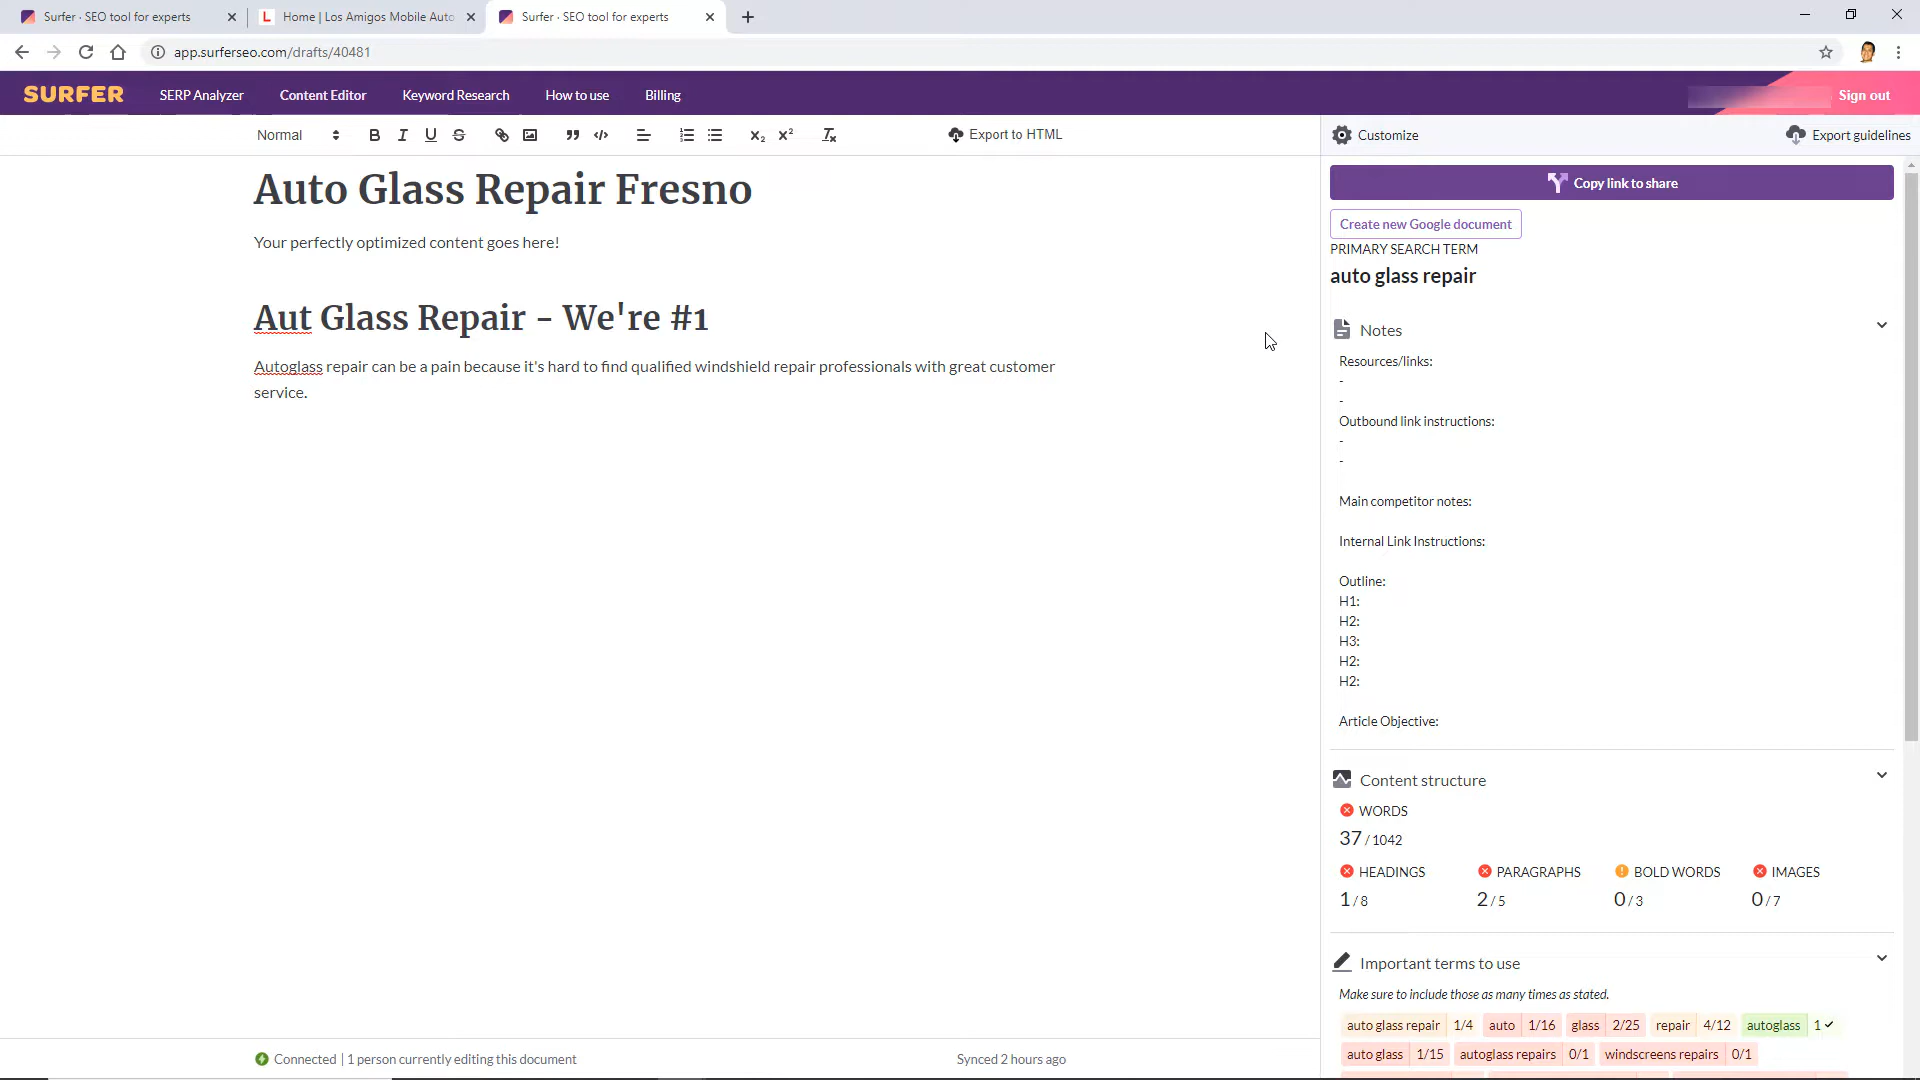 Surfer · SEO tool for experts
Home | Los Amigos Mobile Auto
Surfer · SEO tool for experts
app.surferseo.com/drafts/40481
SURFER
SERP Analyzer
Content Editor
Keyword Research
How to use
Billing
Sign out
Normal
Export to HTML
Customize
Export guidelines
Auto Glass Repair Fresno
Your perfectly optimized content goes here!
Aut Glass Repair - We're #1
Autoglass repair can be a pain because it's hard to find qualified windshield repair professionals with great customer
service.
Copy link to share
Create new Google document
PRIMARY SEARCH TERM
auto glass repair
Notes
Resources/links:
-
-
Outbound link instructions:
-
-
Main competitor notes:
Internal Link Instructions:
Outline:
H1:
H2:
H3:
H2:
H2:
Article Objective:
Content structure
WORDS
37 / 1042
HEADINGS PARAGRAPHS BOLD WORDS IMAGES
1 / 8 2 / 5 0 / 3 0 / 7
Important terms to use
Make sure to include those as many times as stated.
auto glass repair 1/4 auto 1/16 glass 2/25 repair 4/12 autoglass 1 ✓
auto glass 1/15 autoglass repairs 0/1 windscreens repairs 0/1
Connected | 1 person currently editing this document
Synced 2 hours ago